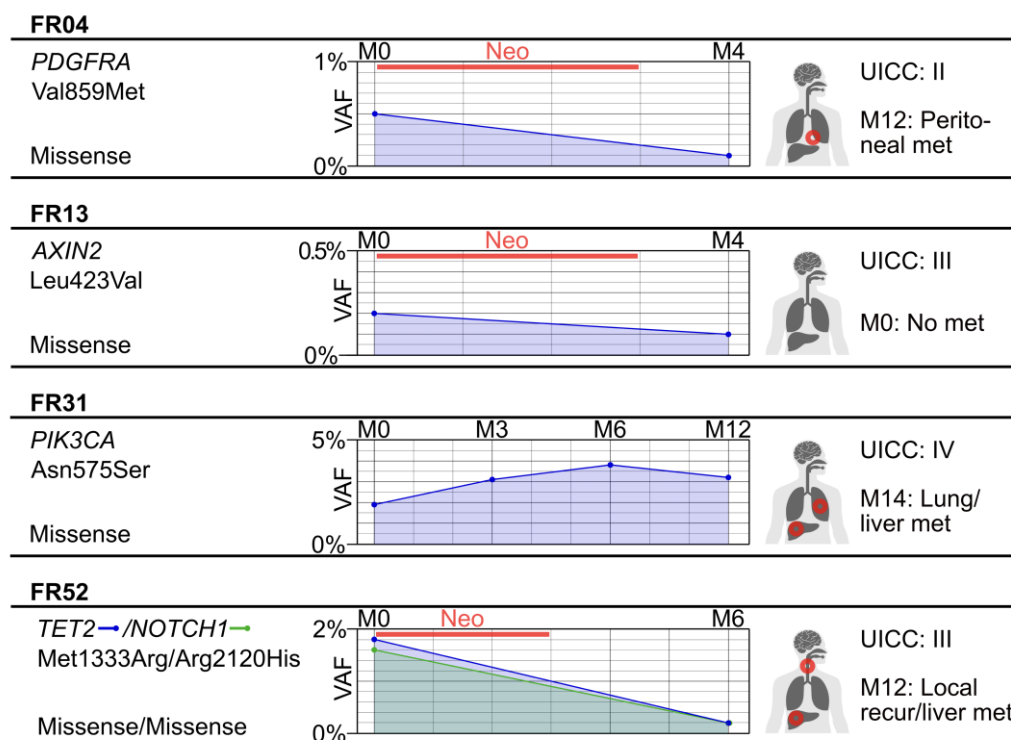 FR04
PDGFRA
Val859Met
Missense
1%
0%
VAF
M0
Neo
M4
UICC: II
M12: Perito-
neal met
FR13
AXIN2
Leu423Val
Missense
0.5%
0%
VAF
M0
Neo
M4
UICC: III
M0: No met
FR31
PIK3CA
Asn575Ser
Missense
5%
0%
VAF
M0
M3
M6
M12
UICC: IV
M14: Lung/
liver met
FR52
TET2/NOTCH1
Met1333Arg/Arg2120His
Missense/Missense
2%
0%
VAF
M0
Neo
M6
UICC: III
M12: Local
recur/liver met